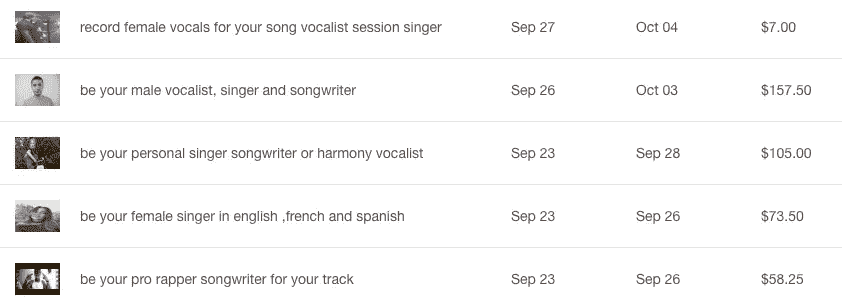 record female vocals for your song vocalist session singer Sep 27 Oct 04 $7.00
be your male vocalist, singer and songwriter Sep 26 Oct 03 $157.50
be your personal singer songwriter or harmony vocalist Sep 23 Sep 28 $105.00
be your female singer in english ,french and spanish Sep 23 Sep 26 $73.50
be your pro rapper songwriter for your track Sep 23 Sep 26 $58.25